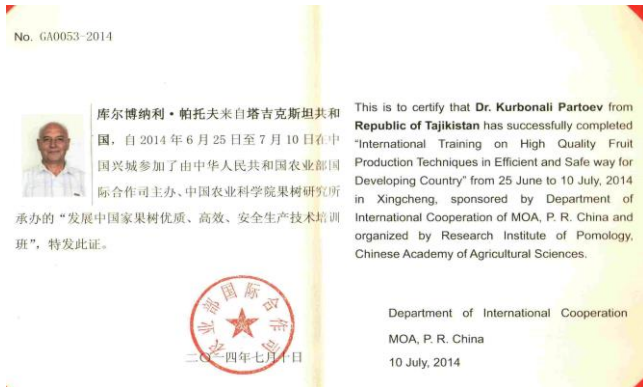 No. GA0053-2014
库尔博纳利·帕托夫来自塔吉克斯坦共和
国，自2014年6月25日至7月10日在中
国兴城参加了由中华人民共和国农业部国
际合作司主办、中国农业科学院果树研究所
承办的“发展中国家果树优质、高效、安全生产技术培训
班”，特发此证。
农业部国际合作司
二〇一四年七月十日
This is to certify that Dr. Kurbonali Partoev from
Republic of Tajikistan has successfully completed
“International Training on High Quality Fruit
Production Techniques in Efficient and Safe way for
Developing Country” from 25 June to 10 July, 2014
in Xingcheng, sponsored by Department of
International Cooperation of MOA, P. R. China and
organized by Research Institute of Pomology,
Chinese Academy of Agricultural Sciences.
Department of International Cooperation
MOA, P. R. China
10 July, 2014